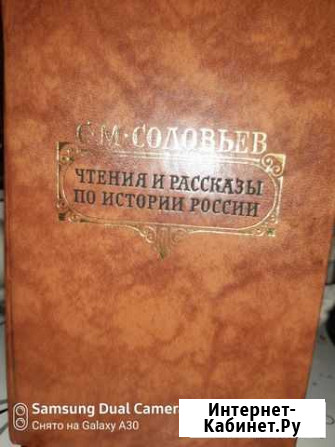 С·М·СОЛОВЬЕВ
ЧТЕНИЯ И РАССКАЗЫ
ПО ИСТОРИИ РОССИИ
Samsung Dual Camera
Снято на Galaxy A30
Интернет-
Кабинет.Ру